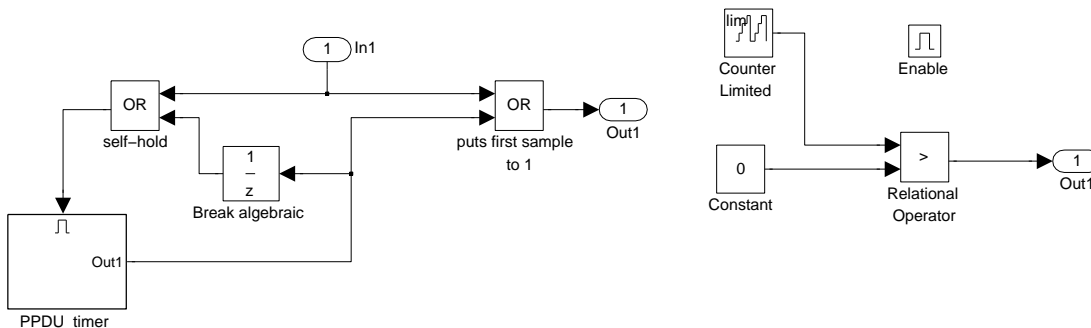 1
In1
OR
self−hold
OR
puts first sample
to 1
1
Out1
1
z
Break algebraic
Out1
PPDU timer
lim
Counter
Limited
Enable
0
Constant
>
Relational
Operator
1
Out1